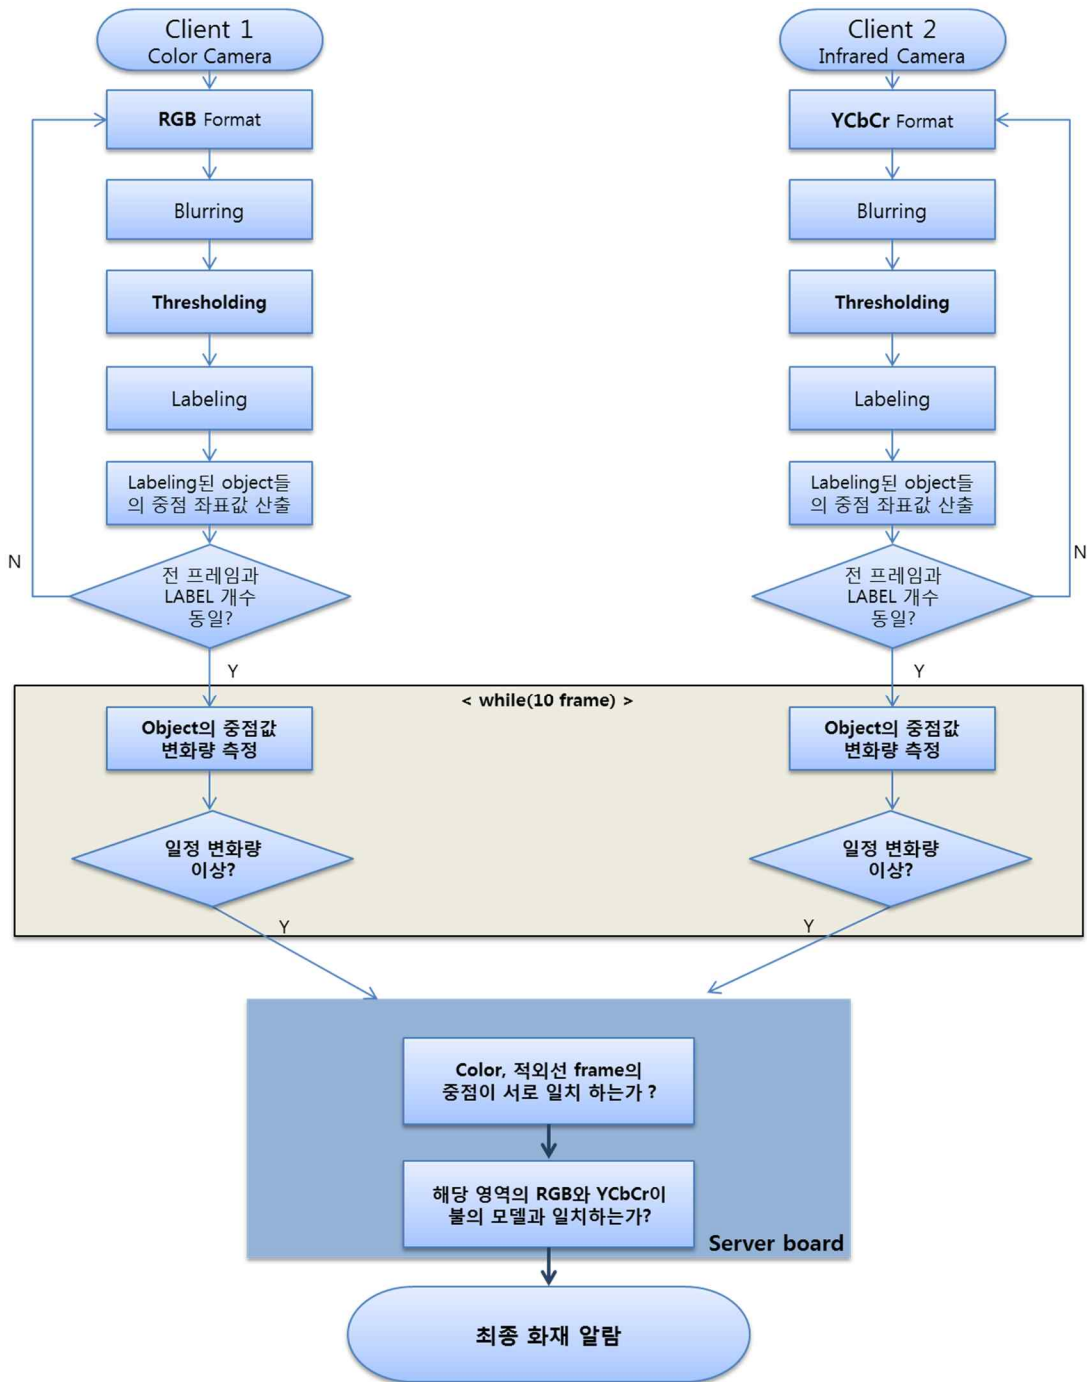 Client 1
Color Camera
RGB Format
Blurring
Thresholding
Labeling
Labeling된 object들
의 중점 좌표값 산출
전 프레임과
LABEL 개수
동일?
N
Y
Client 2
Infrared Camera
YCbCr Format
Blurring
Thresholding
Labeling
Labeling된 object들
의 중점 좌표값 산출
전 프레임과
LABEL 개수
동일?
N
Y
< while(10 frame) >
Object의 중점값
변화량 측정
일정 변화량
이상?
Y
Object의 중점값
변화량 측정
일정 변화량
이상?
Y
Color, 적외선 frame의
중점이 서로 일치 하는가 ?
해당 영역의 RGB와 YCbCr이
불의 모델과 일치하는가?
Server board
최종 화재 알람